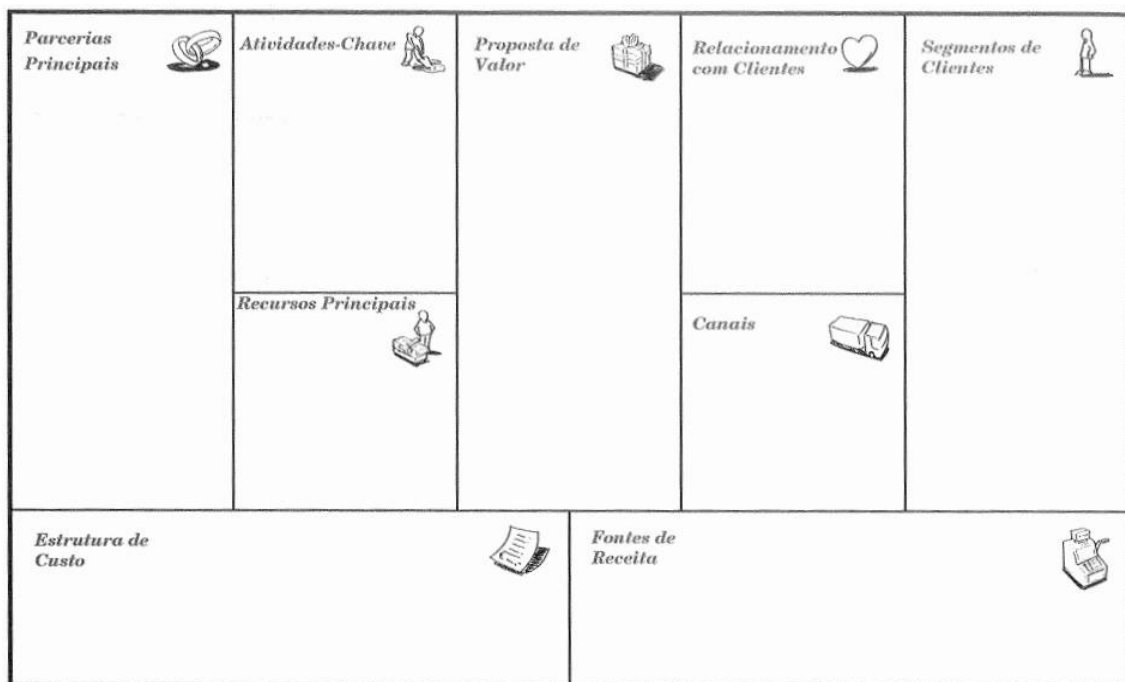 Parcerias
Principais
Atividades-Chave
Proposta de
Valor
Relacionamento
com Clientes
Segmentos de
Clientes
Recursos Principais
Canais
Estrutura de
Custo
Fontes de
Receita